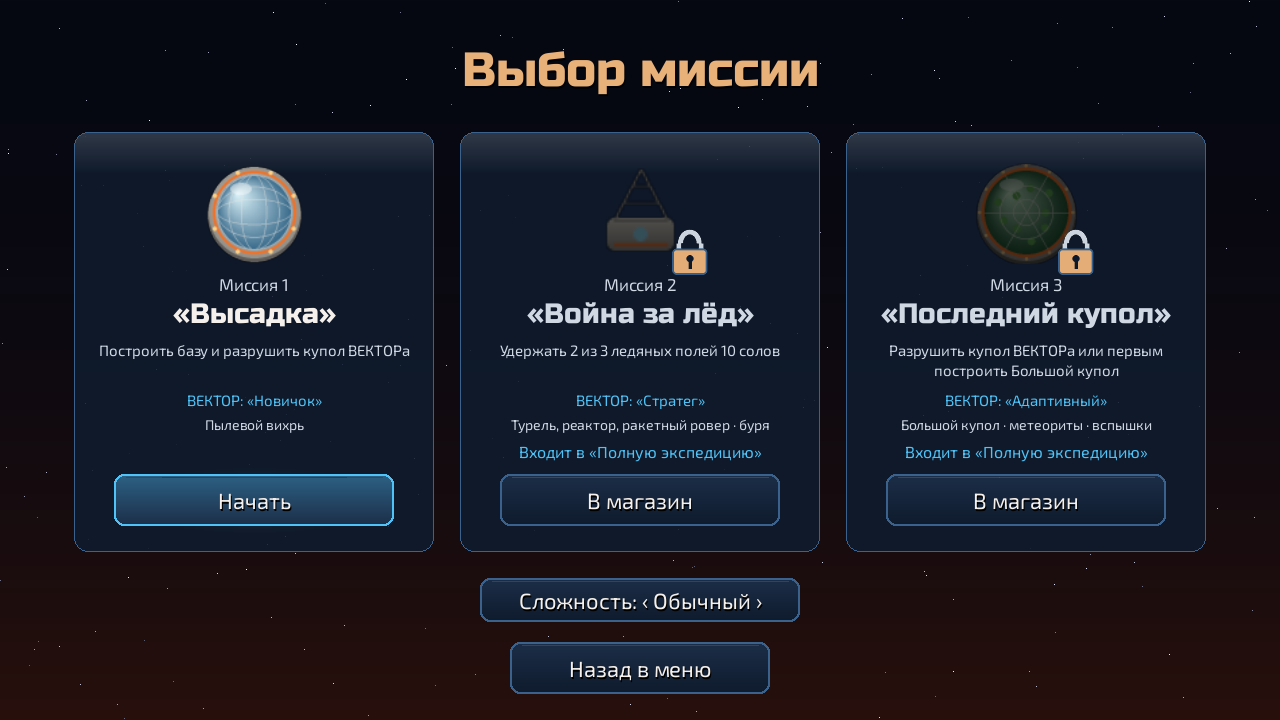 Выбор миссии
Миссия 1
«Высадка»
Построить базу и разрушить купол ВЕКТОРа
ВЕКТОР: «Новичок»
Пылевой вихрь
Начать
Миссия 2
«Война за лёд»
Удержать 2 из 3 ледяных полей 10 солов
ВЕКТОР: «Стратег»
Турель, реактор, ракетный ровер · буря
Входит в «Полную экспедицию»
В магазин
Миссия 3
«Последний купол»
Разрушить купол ВЕКТОРа или первым
построить Большой купол
ВЕКТОР: «Адаптивный»
Большой купол · метеориты · вспышки
Входит в «Полную экспедицию»
В магазин
Сложность: ‹ Обычный ›
Назад в меню